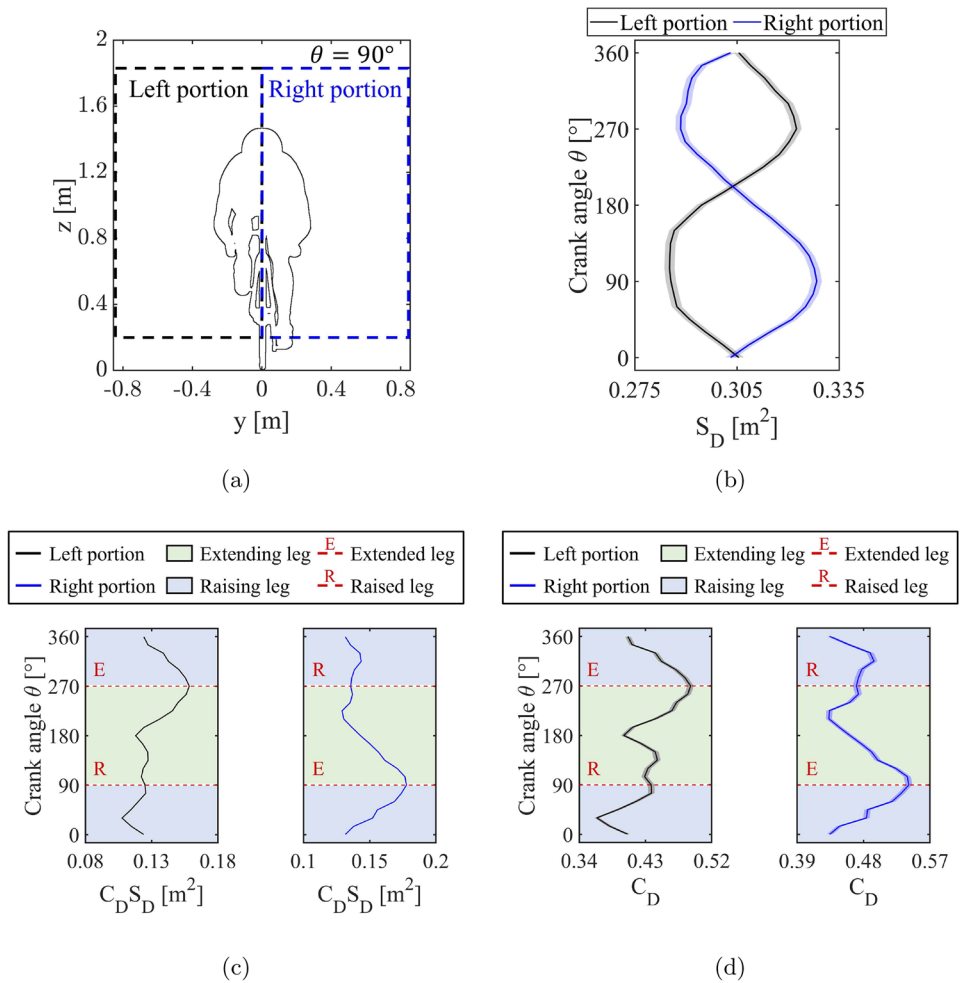 θ = 90°
Left portion Right portion
2
1.6
1.2
0.8
0.4
0
z [m]
-0.8 -0.4 0 0.4 0.8
y [m]
(a)
Left portion Right portion
360
270
180
90
0
Crank angle θ [°]
0.275 0.305 0.335
S_D [m²]
(b)
Left portion Extending leg E Extended leg
Right portion Raising leg R Raised leg
360
270
180
90
0
Crank angle θ [°]
E
R
0.08 0.13 0.18
C_DS_D [m²]
R
E
0.1 0.15 0.2
C_DS_D [m²]
(c)
Left portion Extending leg E Extended leg
Right portion Raising leg R Raised leg
360
270
180
90
0
Crank angle θ [°]
E
R
0.34 0.43 0.52
C_D
360
270
180
90
0
R
E
0.39 0.48 0.57
C_D
(d)